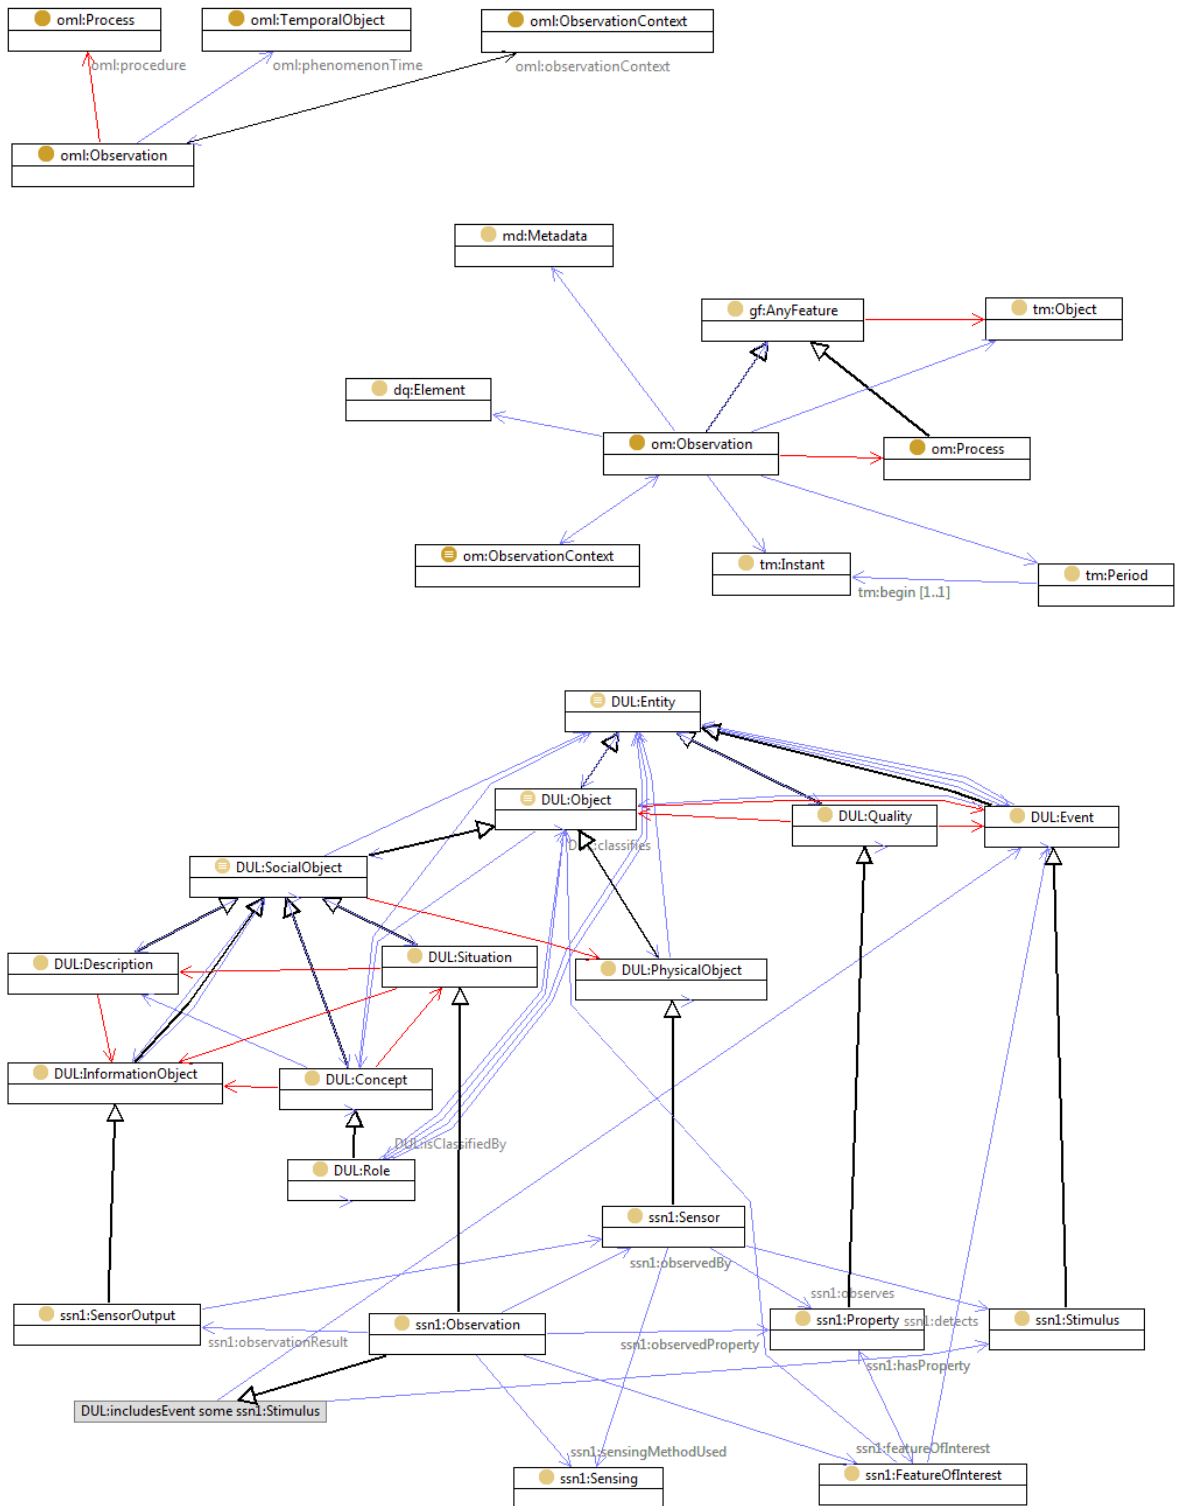 oml:Process
oml:TemporalObject
oml:ObservationContext
oml:procedure
oml:phenomenonTime
oml:observationContext
oml:Observation
md:Metadata
gf:AnyFeature
tm:Object
dq:Element
om:Observation
om:Process
om:ObservationContext
tm:Instant
tm:Period
tm:begin [1..1]
DUL:Entity
DUL:Object
DUL:Quality
DUL:Event
DUL:classifies
DUL:SocialObject
DUL:Description
DUL:Situation
DUL:PhysicalObject
DUL:InformationObject
DUL:Concept
DUL:isClassifiedBy
DUL:Role
ssn1:Sensor
ssn1:observedBy
ssn1:observes
ssn1:SensorOutput
ssn1:Observation
ssn1:Property
ssn1:detects
ssn1:Stimulus
ssn1:observationResult
ssn1:observedProperty
ssn1:hasProperty
DUL:includesEvent some ssn1:Stimulus
ssn1:sensingMethodUsed
ssn1:featureOfInterest
ssn1:Sensing
ssn1:FeatureOfInterest